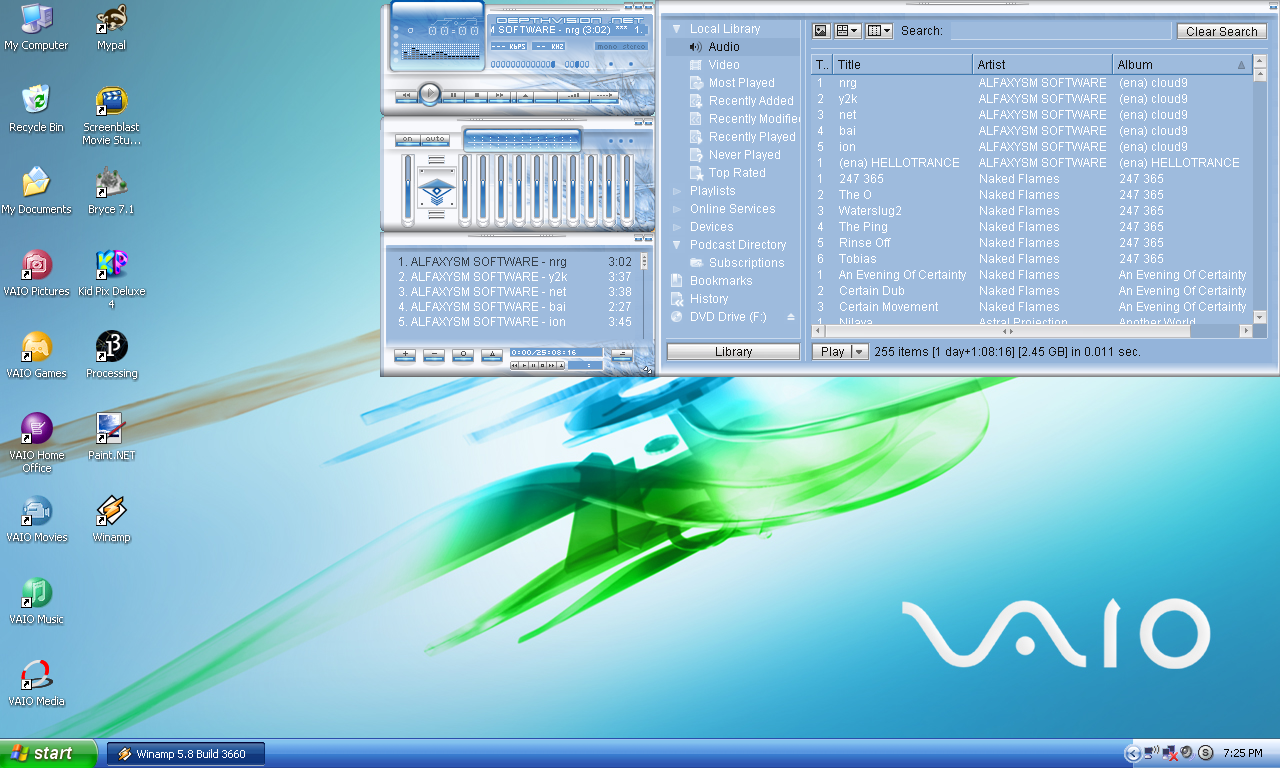 My Computer
Mypal
Recycle Bin
Screenblast
Movie Stu...
My Documents
Bryce 7.1
VAIO Pictures
Kid Pix Deluxe
4
VAIO Games
Processing
VAIO Home
Office
Paint.NET
VAIO Movies
Winamp
VAIO Music
VAIO Media
DEPTHVISION.NET
SOFTWARE - nrg (3:02) *** 1.
KBPS
KHZ
mono stereo
on auto
1. ALFAXYSM SOFTWARE - nrg 3:02
2. ALFAXYSM SOFTWARE - y2k 3:37
3. ALFAXYSM SOFTWARE - net 3:38
4. ALFAXYSM SOFTWARE - bai 2:27
5. ALFAXYSM SOFTWARE - ion 3:45
0:00/25:08:16
Local Library
Audio
Video
Most Played
Recently Added
Recently Modified
Recently Played
Never Played
Top Rated
Playlists
Online Services
Devices
Podcast Directory
Subscriptions
Bookmarks
History
DVD Drive (F:)
Library
Search:
Clear Search
T.. Title Artist Album
1 nrg ALFAXYSM SOFTWARE (ena) cloud9
2 y2k ALFAXYSM SOFTWARE (ena) cloud9
3 net ALFAXYSM SOFTWARE (ena) cloud9
4 bai ALFAXYSM SOFTWARE (ena) cloud9
5 ion ALFAXYSM SOFTWARE (ena) cloud9
1 (ena) HELLOTRANCE ALFAXYSM SOFTWARE (ena) HELLOTRANCE
1 247 365 Naked Flames 247 365
2 The O Naked Flames 247 365
3 Waterslug2 Naked Flames 247 365
4 The Ping Naked Flames 247 365
5 Rinse Off Naked Flames 247 365
6 Tobias Naked Flames 247 365
1 An Evening Of Certainty Naked Flames An Evening Of Certainty
2 Certain Dub Naked Flames An Evening Of Certainty
3 Certain Movement Naked Flames An Evening Of Certainty
1 Nilaya Astral Projection Another World
Play
255 items [1 day+1:08:16] [3.45 GB] in 0.011 sec.
VAIO
start
Winamp 5.8 Build 3660
S
7:25 PM